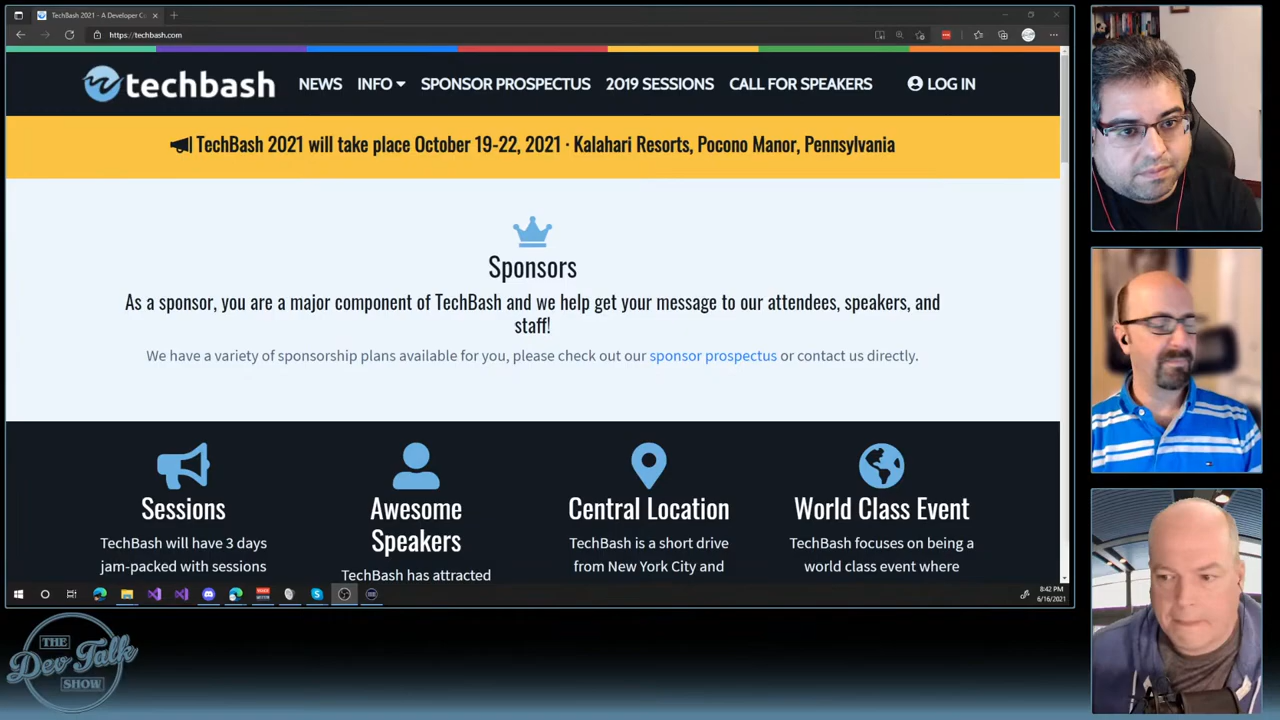 TechBash 2021 - A Developer Co
https://techbash.com
techbash
NEWS INFO SPONSOR PROSPECTUS 2019 SESSIONS CALL FOR SPEAKERS LOG IN
TechBash 2021 will take place October 19-22, 2021 · Kalahari Resorts, Pocono Manor, Pennsylvania
Sponsors
As a sponsor, you are a major component of TechBash and we help get your message to our attendees, speakers, and
staff!
We have a variety of sponsorship plans available for you, please check out our sponsor prospectus or contact us directly.
Sessions
TechBash will have 3 days
jam-packed with sessions
Awesome
Speakers
TechBash has attracted
Central Location
TechBash is a short drive
from New York City and
World Class Event
TechBash focuses on being a
world class event where
8:42 PM
6/16/2021
THE
Dev Talk
SHOW